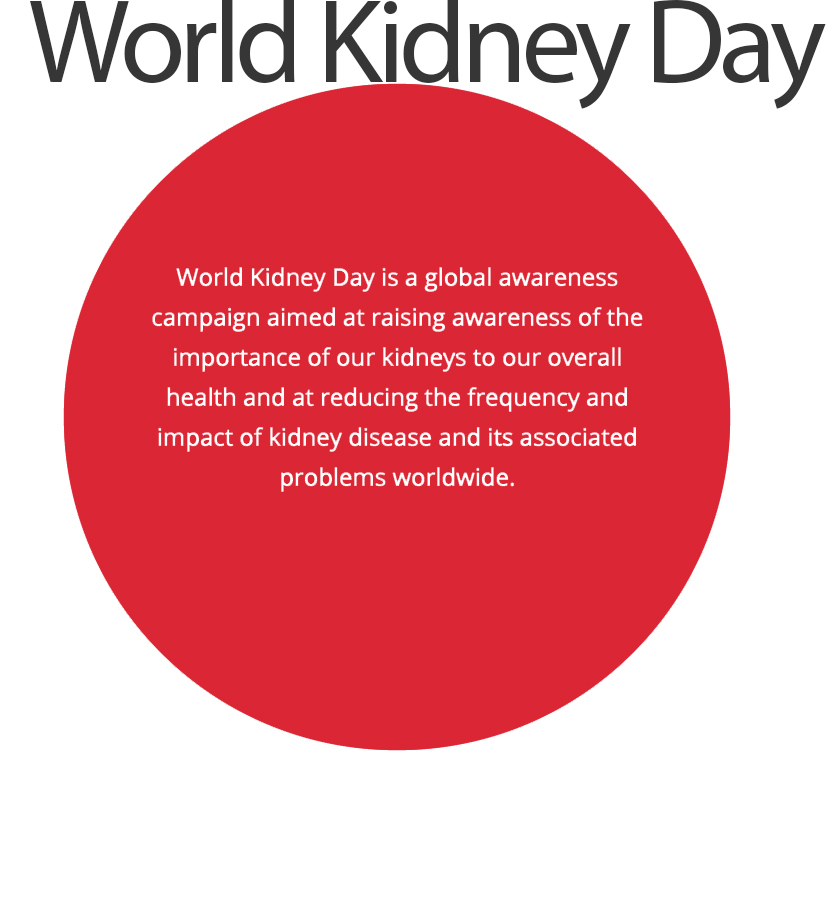 World Kidney Day
World Kidney Day is a global awareness
campaign aimed at raising awareness of the
importance of our kidneys to our overall
health and at reducing the frequency and
impact of kidney disease and its associated
problems worldwide.